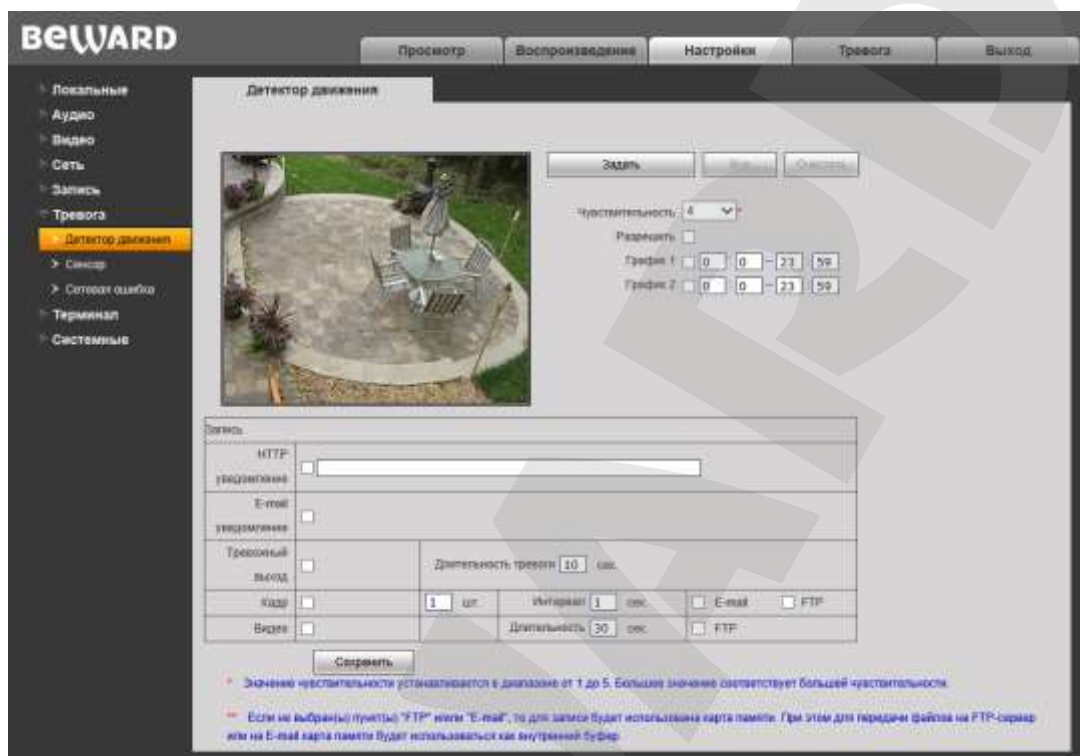 BEWARD
Просмотр Воспроизведение Настройки Тревога Выход
Локальные
Аудио
Видео
Сеть
Запись
Тревога
Детектор движения
Сенсор
Сетевая ошибка
Терминал
Системные
Детектор движения
Задать Все Очистить
Чувствительность 4 *
Разрешить
График 1 0 : 0 – 23 : 59
График 2 0 : 0 – 23 : 59
Запись
HTTP
уведомление
E-mail
уведомление
Тревожный
выход
Длительность тревоги 10 сек.
Кадр 1 шт. Интервал 1 сек. E-mail FTP
Видео Длительность 30 сек. FTP
Сохранить
* Значение чувствительности устанавливается в диапазоне от 1 до 5. Большее значение соответствует большей чувствительности.
** Если не выбран(ы) пункт(ы) "FTP" и/или "E-mail", то для записи будет использована карта памяти. При этом для передачи файлов на FTP-сервер
или на E-mail карта памяти будет использоваться как внутренний буфер.